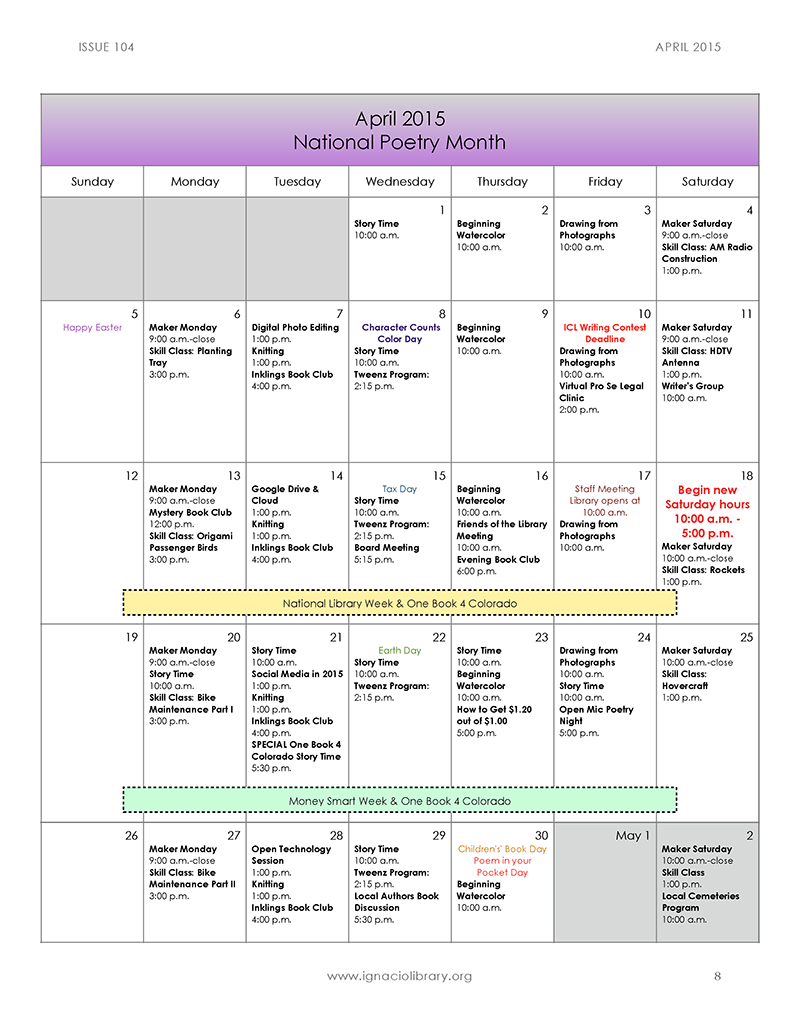 ISSUE 104
APRIL 2015
April 2015
National Poetry Month
Sunday
Monday
Tuesday
Wednesday
Thursday
Friday
Saturday
1
Story Time
10:00 a.m.
2
Beginning
Watercolor
10:00 a.m.
3
Drawing from
Photographs
10:00 a.m.
4
Maker Saturday
9:00 a.m.-close
Skill Class: AM Radio
Construction
1:00 p.m.
5
Happy Easter
6
Maker Monday
9:00 a.m.-close
Skill Class: Planting
Tray
3:00 p.m.
7
Digital Photo Editing
1:00 p.m.
Knitting
1:00 p.m.
Inklings Book Club
4:00 p.m.
8
Character Counts
Color Day
Story Time
10:00 a.m.
Tweenz Program:
2:15 p.m.
9
Beginning
Watercolor
10:00 a.m.
10
ICL Writing Contest
Deadline
Drawing from
Photographs
10:00 a.m.
Virtual Pro Se Legal
Clinic
2:00 p.m.
11
Maker Saturday
9:00 a.m.-close
Skill Class: HDTV
Antenna
1:00 p.m.
Writer's Group
10:00 a.m.
12
13
Maker Monday
9:00 a.m.-close
Mystery Book Club
12:00 p.m.
Skill Class: Origami
Passenger Birds
3:00 p.m.
14
Google Drive &
Cloud
1:00 p.m.
Knitting
1:00 p.m.
Inklings Book Club
4:00 p.m.
15
Tax Day
Story Time
10:00 a.m.
Tweenz Program:
2:15 p.m.
Board Meeting
5:15 p.m.
16
Beginning
Watercolor
10:00 a.m.
Friends of the Library
Meeting
10:00 a.m.
Evening Book Club
6:00 p.m.
17
Staff Meeting
Library opens at
10:00 a.m.
Drawing from
Photographs
10:00 a.m.
18
Begin new
Saturday hours
10:00 a.m. -
5:00 p.m.
Maker Saturday
10:00 a.m.-close
Skill Class: Rockets
1:00 p.m.
National Library Week & One Book 4 Colorado
19
20
Maker Monday
9:00 a.m.-close
Story Time
10:00 a.m.
Skill Class: Bike
Maintenance Part I
3:00 p.m.
21
Story Time
10:00 a.m.
Social Media in 2015
1:00 p.m.
Knitting
1:00 p.m.
Inklings Book Club
4:00 p.m.
SPECIAL One Book 4
Colorado Story Time
5:30 p.m.
22
Earth Day
Story Time
10:00 a.m.
Tweenz Program:
2:15 p.m.
23
Story Time
10:00 a.m.
Beginning
Watercolor
10:00 a.m.
How to Get $1.20
out of $1.00
5:00 p.m.
24
Drawing from
Photographs
10:00 a.m.
Story Time
10:00 a.m.
Open Mic Poetry
Night
5:00 p.m.
25
Maker Saturday
10:00 a.m.-close
Skill Class:
Hovercraft
1:00 p.m.
Money Smart Week & One Book 4 Colorado
26
27
Maker Monday
9:00 a.m.-close
Skill Class: Bike
Maintenance Part II
3:00 p.m.
28
Open Technology
Session
1:00 p.m.
Knitting
1:00 p.m.
Inklings Book Club
4:00 p.m.
29
Story Time
10:00 a.m.
Tweenz Program:
2:15 p.m.
Local Authors Book
Discussion
5:30 p.m.
30
Children's' Book Day
Poem in your
Pocket Day
Beginning
Watercolor
10:00 a.m.
May 1
2
Maker Saturday
10:00 a.m.-close
Skill Class
1:00 p.m.
Local Cemeteries
Program
10:00 a.m.
www.ignaciolibrary.org
8